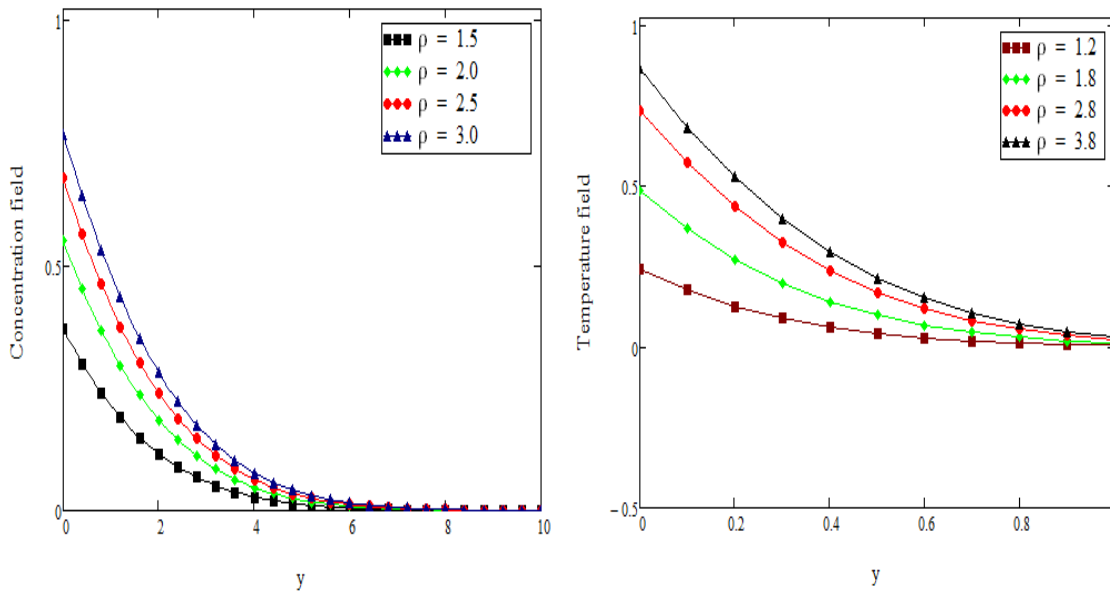 1
0.5
0
Concentration field
0
2
4
6
8
10
y
ρ = 1.5
ρ = 2.0
ρ = 2.5
ρ = 3.0
1
0.5
0
−0.5
Temperature field
0
0.2
0.4
0.6
0.8
y
ρ = 1.2
ρ = 1.8
ρ = 2.8
ρ = 3.8